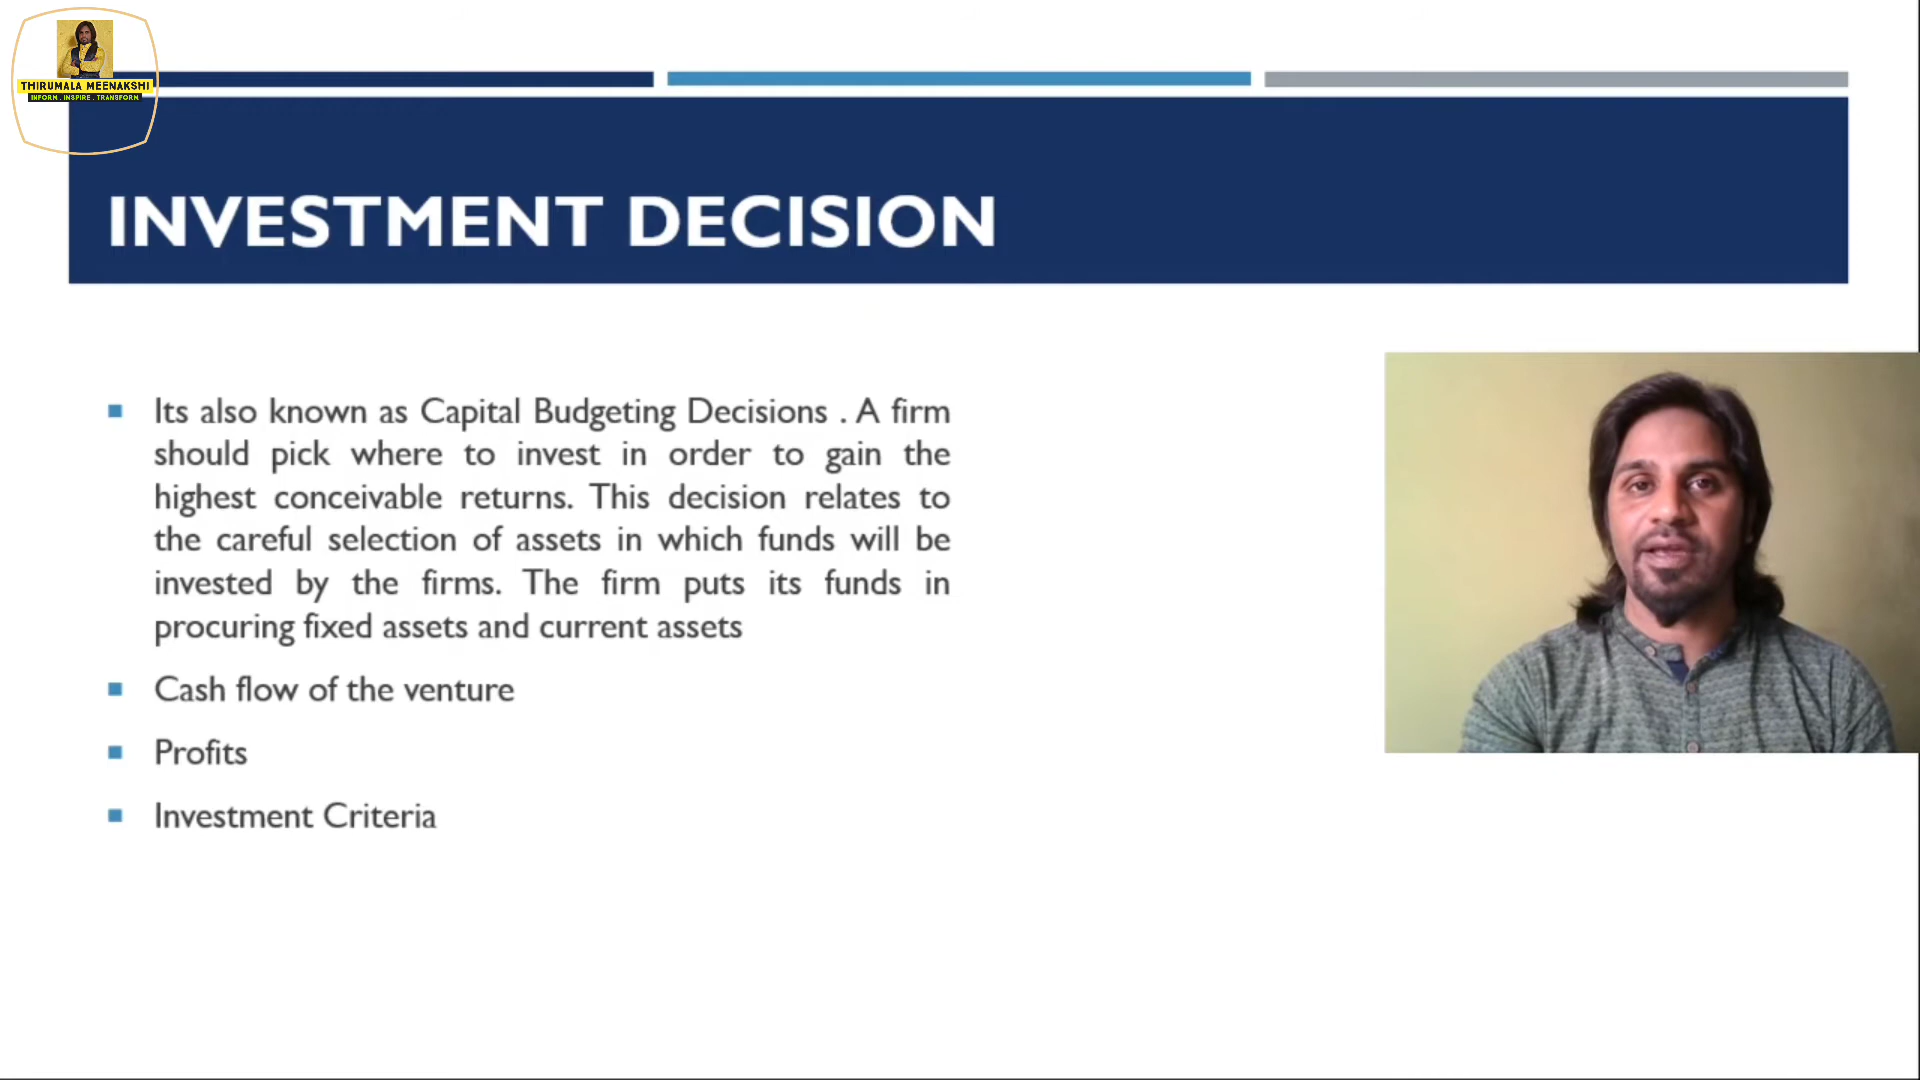 THIRUMALA MEENAKSHI
INFORM . INSPIRE . TRANSFORM
INVESTMENT DECISION
Its also known as Capital Budgeting Decisions . A firm
should pick where to invest in order to gain the
highest conceivable returns. This decision relates to
the careful selection of assets in which funds will be
invested by the firms. The firm puts its funds in
procuring fixed assets and current assets
Cash flow of the venture
Profits
Investment Criteria